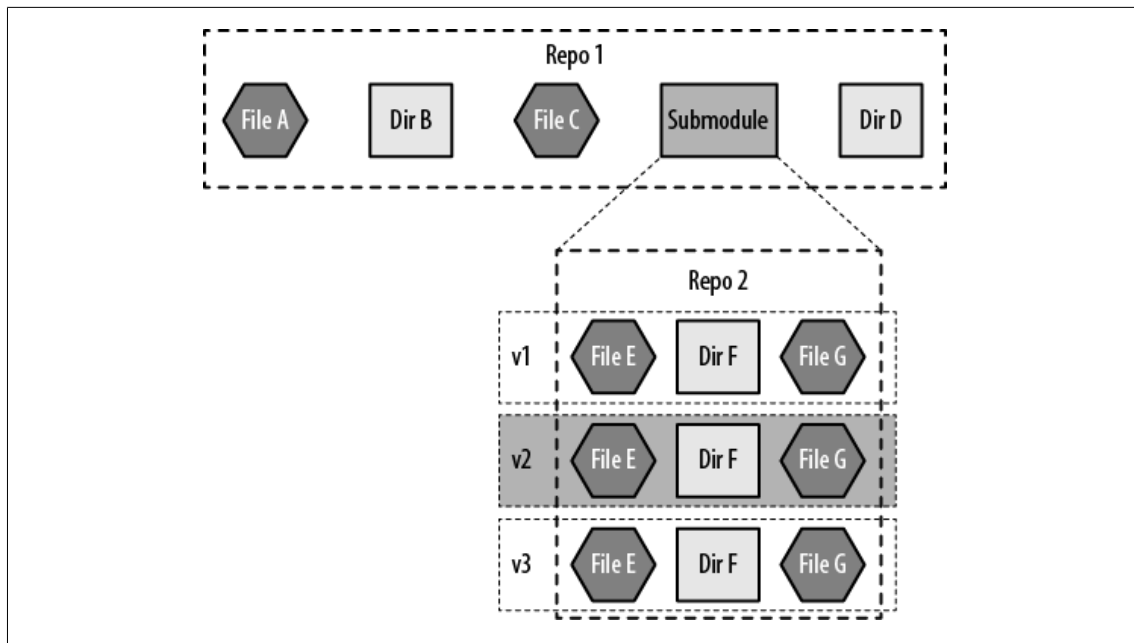 Repo 1
File A Dir B File C Submodule Dir D
Repo 2
v1 File E Dir F File G
v2 File E Dir F File G
v3 File E Dir F File G